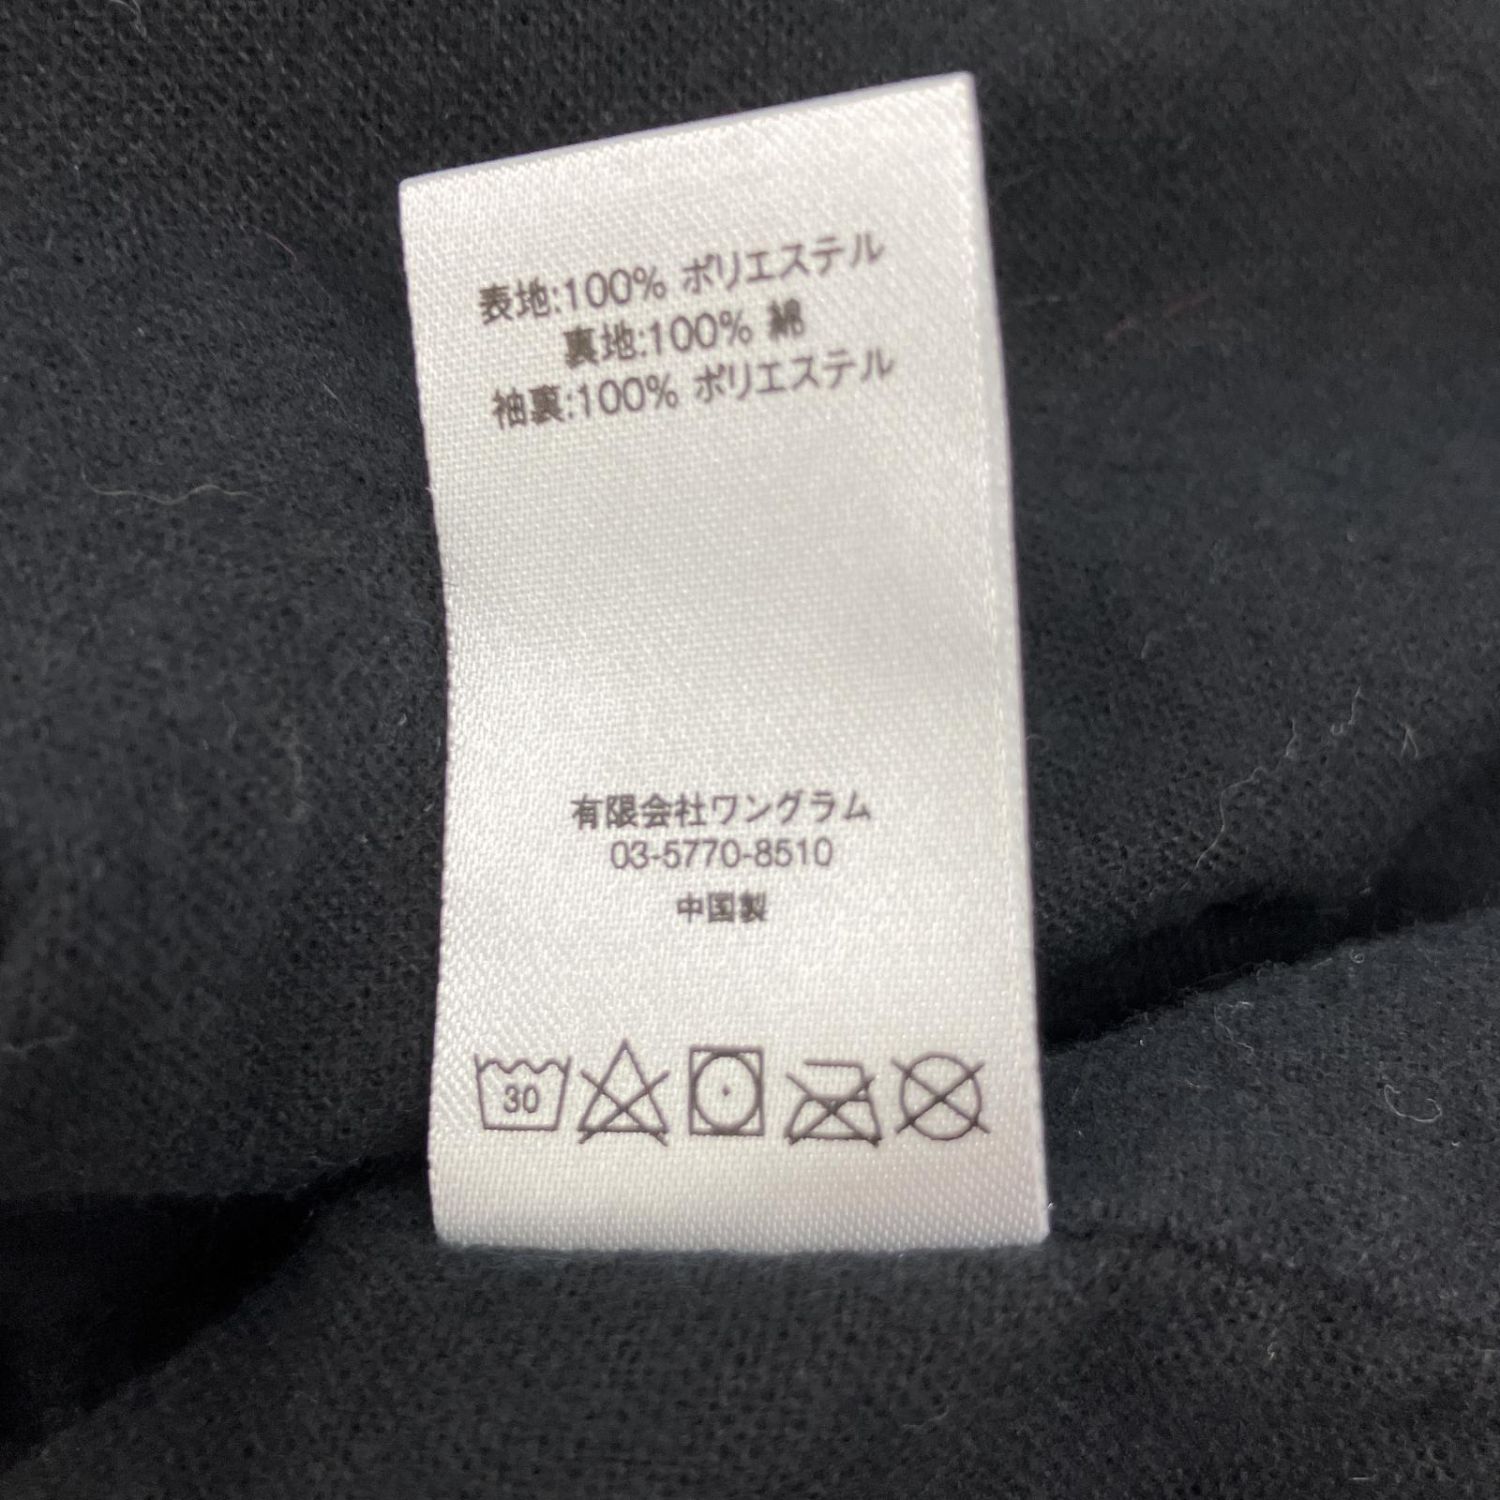 表地:100% ポリエステル
裏地:100% 綿
袖裏:100% ポリエステル
有限会社ワングラム
03-5770-8510
中国製
30